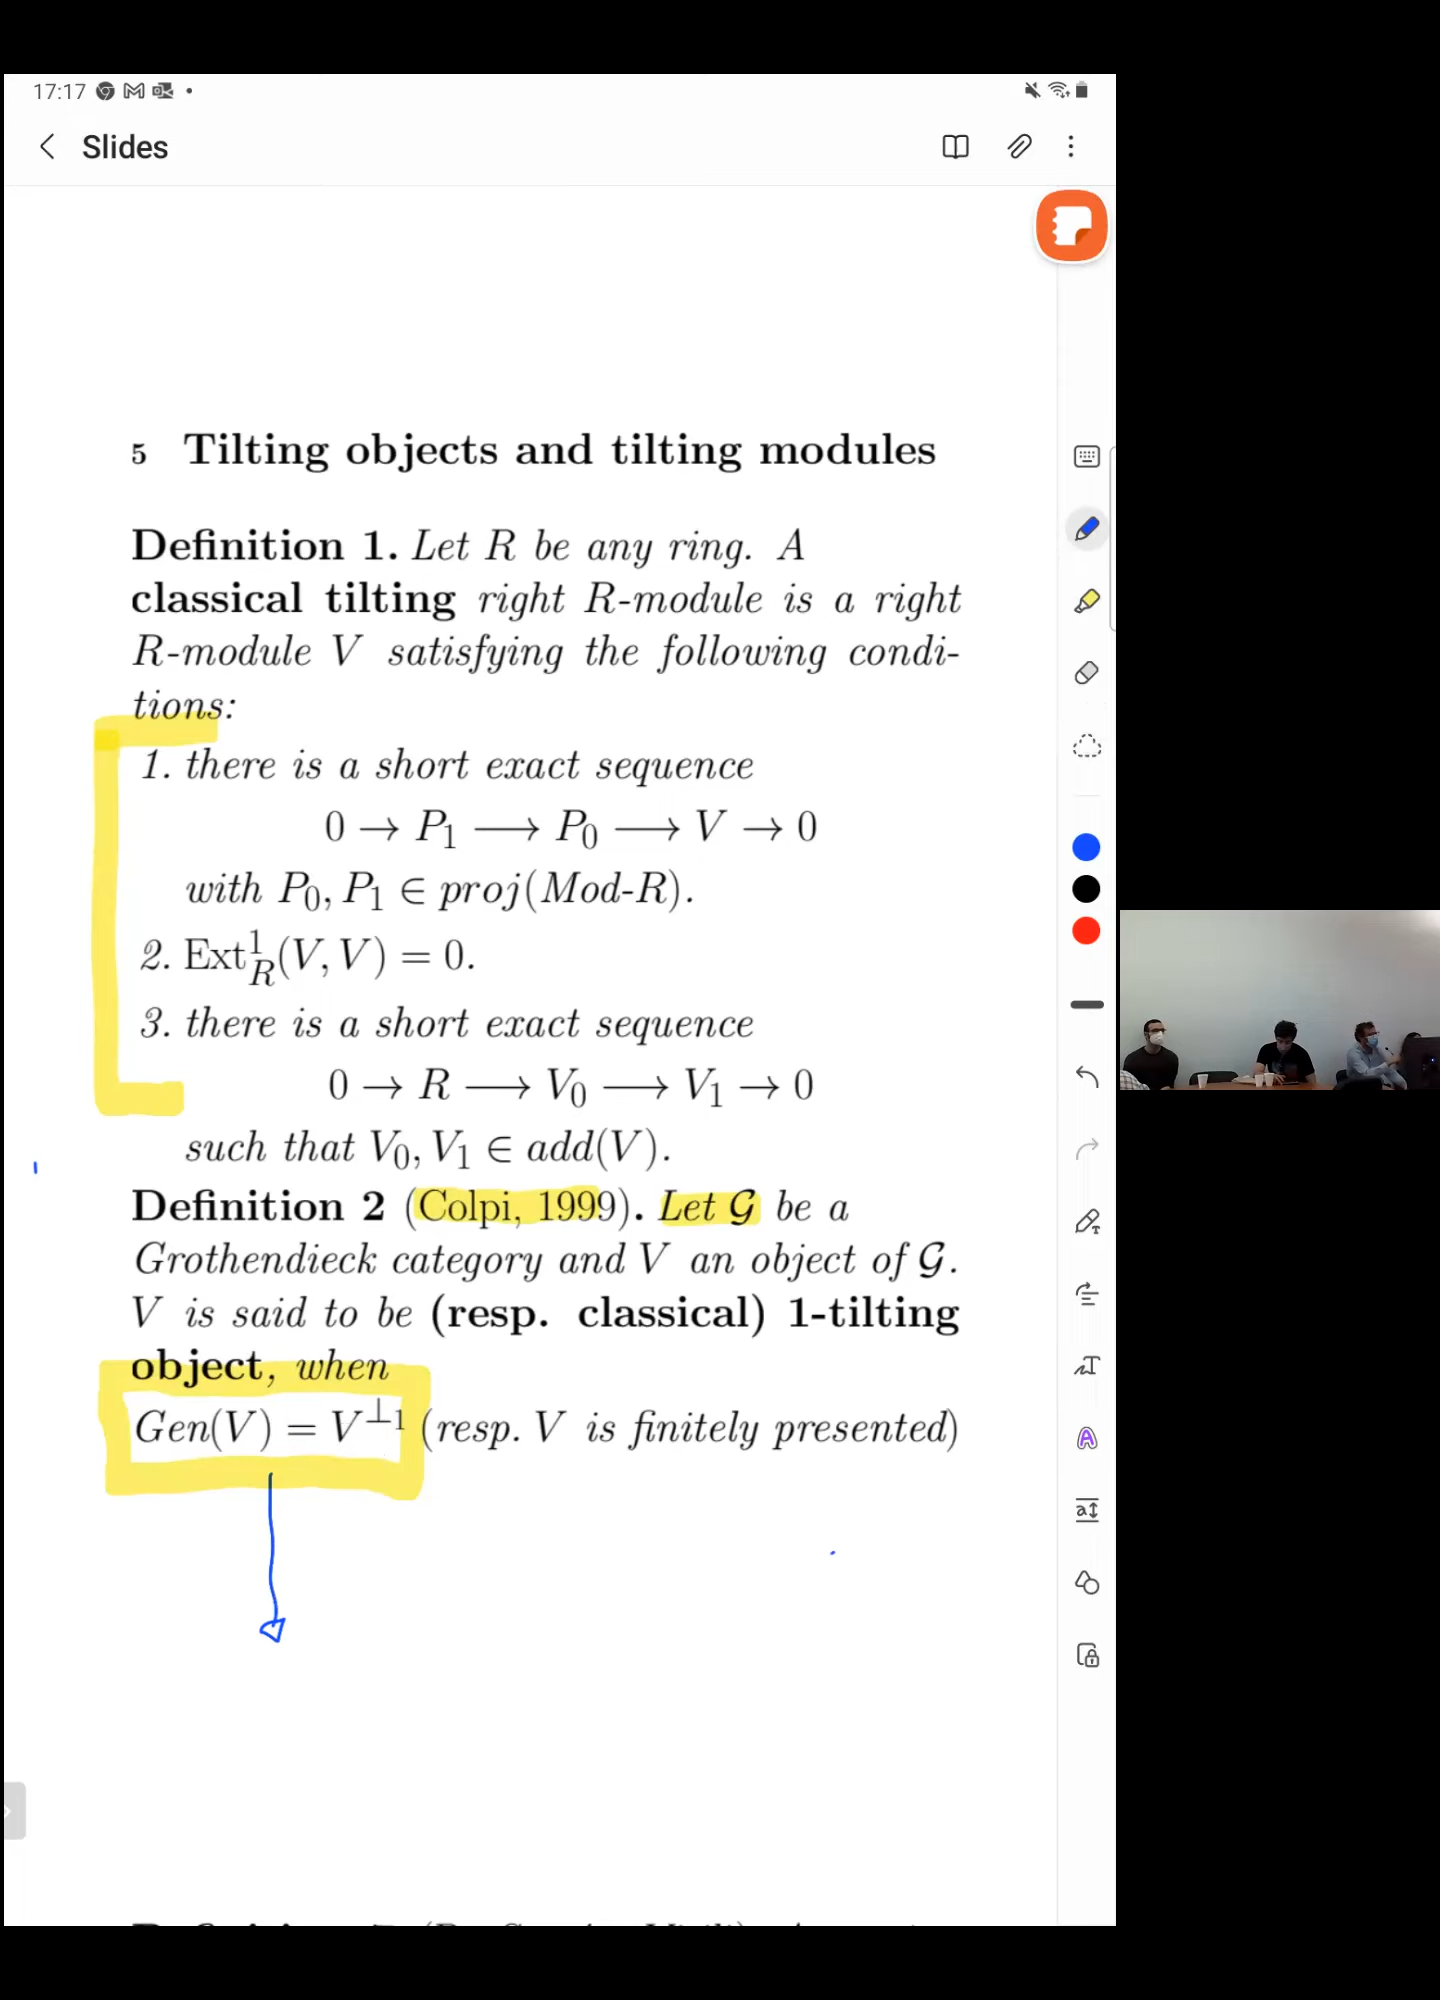 17:17
Slides
5 Tilting objects and tilting modules
Definition 1. Let R be any ring. A
classical tilting right R-module is a right
R-module V satisfying the following condi-
tions:
1. there is a short exact sequence
0 → P₁ ⟶ P₀ ⟶ V → 0
with P₀, P₁ ∈ proj(Mod-R).
2. Ext¹_R(V, V) = 0.
3. there is a short exact sequence
0 → R ⟶ V₀ ⟶ V₁ → 0
such that V₀, V₁ ∈ add(V).
Definition 2 (Colpi, 1999). Let 𝓖 be a
Grothendieck category and V an object of 𝓖.
V is said to be (resp. classical) 1-tilting
object, when
Gen(V) = V^⊥₁ (resp. V is finitely presented)